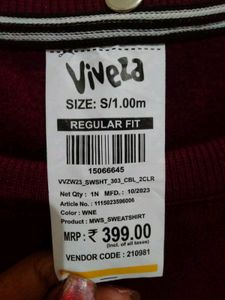 Viveza
SIZE: S/1.00m
REGULAR FIT
15066645
VVZW23_SWSHT_303_CBL_2CLR
Net Qty : 1N MFD. : 10/2023
Article No. : 1115023596006
Color : WNE
Product : MWS_SWEATSHIRT
MRP : ₹ 399.00
(incl. of all taxes)
VENDOR CODE : 210981